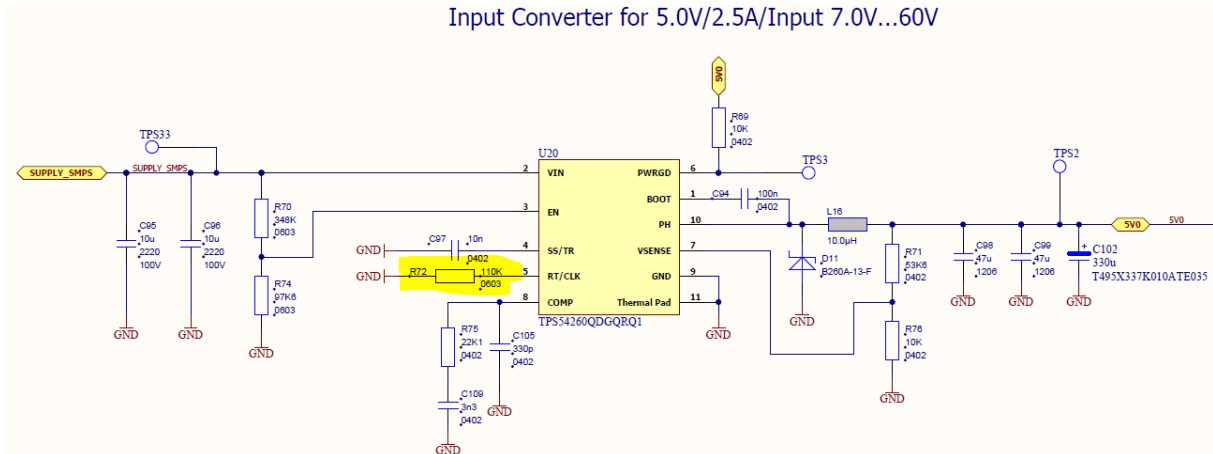 Input Converter for 5.0V/2.5A/Input 7.0V...60V
5V0
R69
10K
0402
TPS33
SUPPLY_SMPS
SUPPLY_SMPS
C95
10u
2220
100V
GND
C96
10u
2220
100V
GND
R70
348K
0603
R74
97K6
0603
GND
U20
2 VIN
3 EN
4 SS/TR
5 RT/CLK
8 COMP
PWRGD 6
BOOT 1
PH 10
VSENSE 7
GND 9
Thermal Pad 11
TPS54260QDGQRQ1
GND
C97
10n
0402
GND
R72
110K
0603
R75
22K1
0402
C109
3n3
0402
GND
C105
330p
0402
GND
TPS3
C94
100n
0402
L16
10.0µH
D11
B260A-13-F
GND
GND
R71
53K6
0402
R76
10K
0402
GND
TPS2
C98
47u
1206
GND
C99
47u
1206
GND
+
C102
330u
T495X337K010ATE035
GND
5V0
5V0